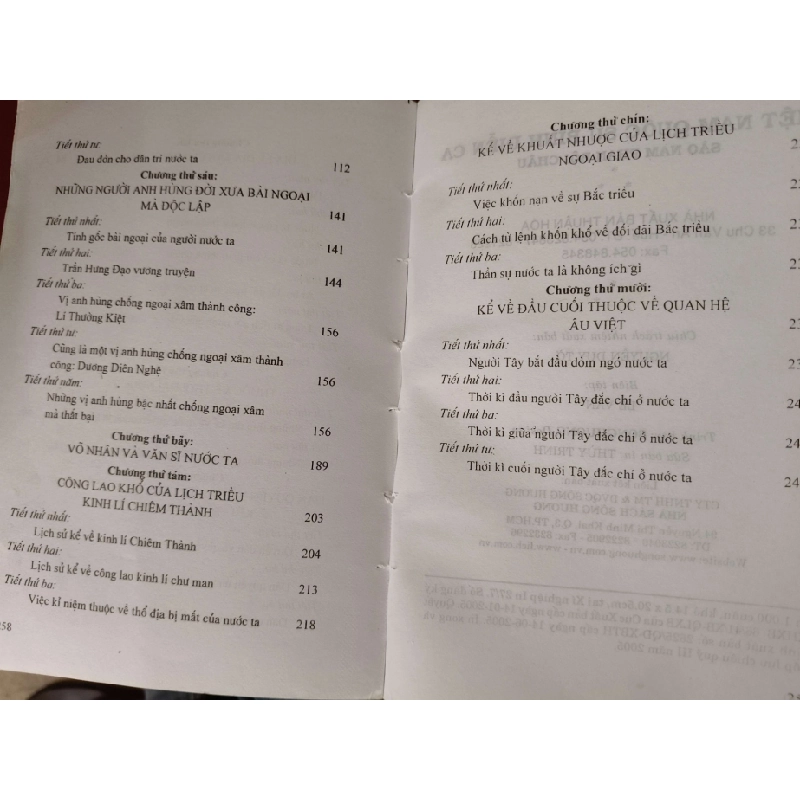 Tiết thứ tư:
Đau đớn cho dân trí nước ta 112
Chương thứ sáu:
NHỮNG NGƯỜI ANH HÙNG ĐỜI XƯA BÀI NGOẠI
MÀ ĐỘC LẬP 141
Tiết thứ nhất:
Tính gốc bài ngoại của người nước ta 141
Tiết thứ hai:
Trần Hưng Đạo vương truyện 144
Tiết thứ ba:
Vị anh hùng chống ngoại xâm thành công:
Lí Thường Kiệt 156
Tiết thứ tư:
Cũng là một vị anh hùng chống ngoại xâm thành
công: Dương Diên Nghệ 156
Tiết thứ năm:
Những vị anh hùng bậc nhất chống ngoại xâm
mà thất bại 156
Chương thứ bảy:
VÕ NHÂN VÀ VĂN SĨ NƯỚC TA 189
Chương thứ tám:
CÔNG LAO KHỔ CỦA LỊCH TRIỀU
KINH LÍ CHIÊM THÀNH 203
Tiết thứ nhất:
Lịch sử kể về kinh lí Chiêm Thành 204
Tiết thứ hai:
Lịch sử kể về công lao kinh lí chư man 213
Tiết thứ ba:
Việc kỉ niệm thuộc về thổ địa bị mất của nước ta 218
258
Chương thứ chín:
KỂ VỀ KHUẤT NHƯỢC CỦA LỊCH TRIỀU
NGOẠI GIAO
Tiết thứ nhất:
Việc khốn nạn về sự Bắc triều
Tiết thứ hai:
Cách tủ lệnh khốn khổ về đối đãi Bắc triều
Tiết thứ ba:
Thần sự nước ta là không ích gì
Chương thứ mười:
KỂ VỀ ĐẦU CUỐI THUỘC VỀ QUAN HỆ
ÂU VIỆT
Tiết thứ nhất:
Người Tây bắt đầu dòm ngó nước ta
Tiết thứ hai:
Thời kì đầu người Tây đắc chí ở nước ta
Tiết thứ ba:
Thời kì giữa người Tây đắc chí ở nước ta
Tiết thứ tư:
Thời kì cuối người Tây đắc chí ở nước ta